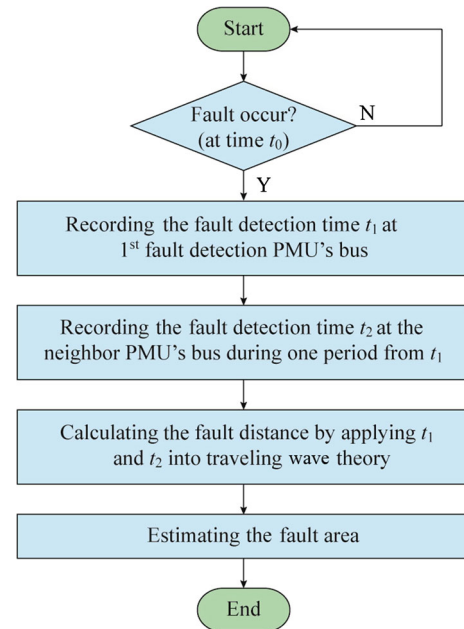 Start
Fault occur?
(at time t₀)
N
Y
Recording the fault detection time t₁ at
1ˢᵗ fault detection PMU's bus
Recording the fault detection time t₂ at the
neighbor PMU's bus during one period from t₁
Calculating the fault distance by applying t₁
and t₂ into traveling wave theory
Estimating the fault area
End